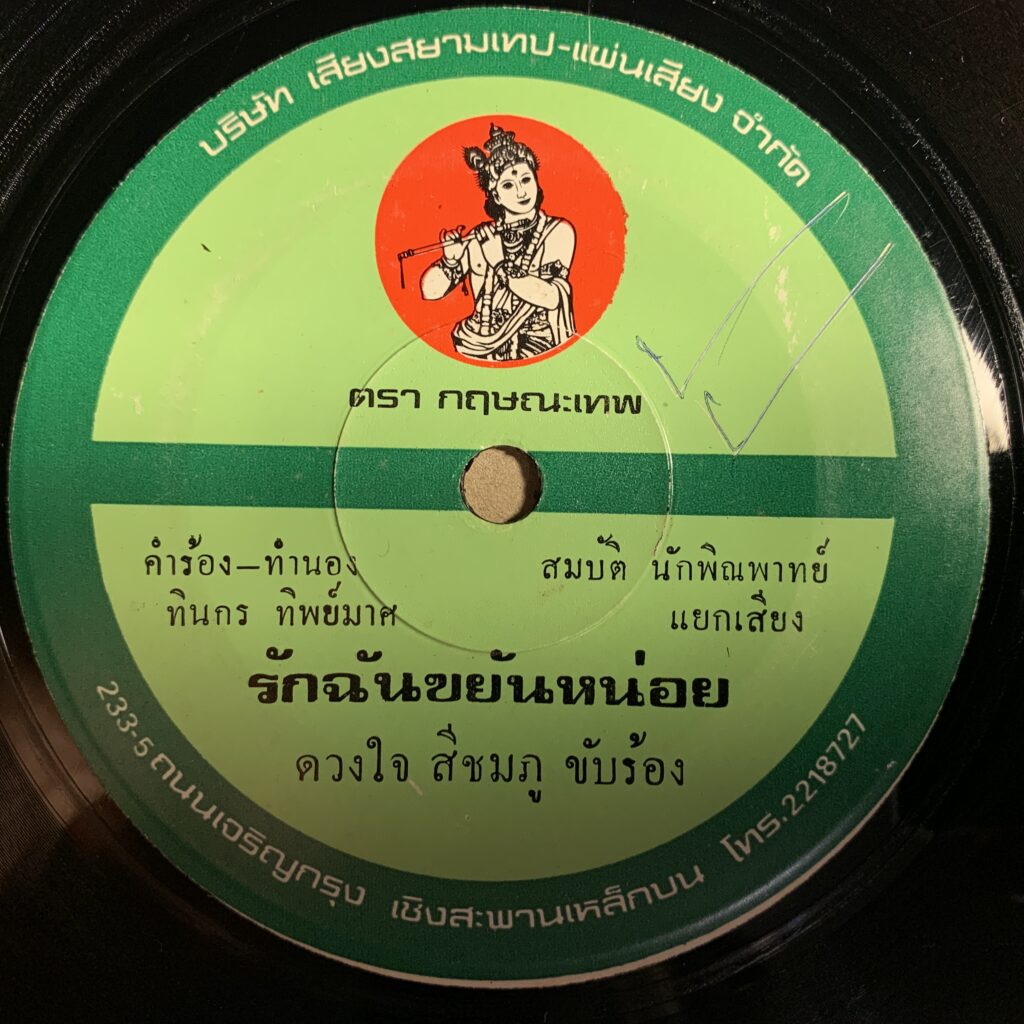 บริษัท เสียงสยามเทป-แผ่นเสียง จำกัด
ตรา กฤษณะเทพ
คำร้อง–ทำนอง
ทินกร ทิพย์มาศ
สมบัติ นักพิณพาทย์
แยกเสียง
รักฉันขยันหน่อย
ดวงใจ สีชมภู ขับร้อง
233-5 ถนนเจริญกรุง เชิงสะพานเหล็กบน โทร.2218727